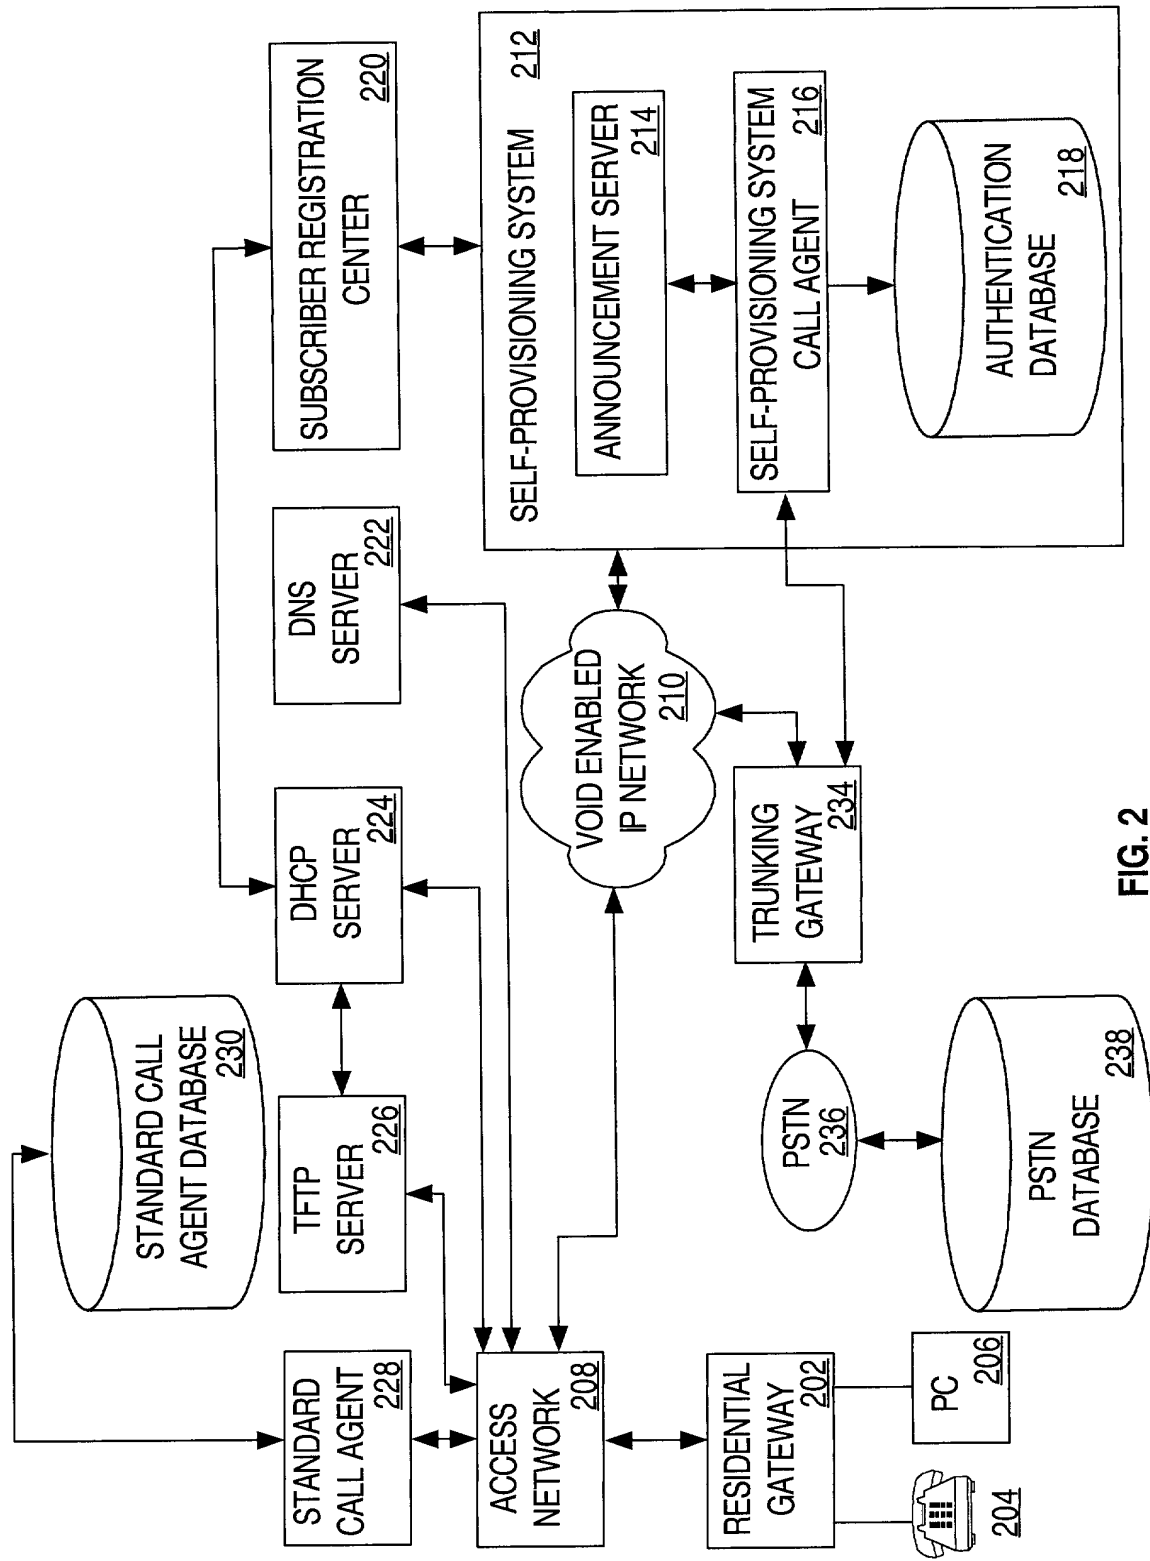 STANDARD CALL
AGENT DATABASE
230
STANDARD
CALL AGENT
228
TFTP
SERVER
226
DHCP
SERVER
224
DNS
SERVER
222
SUBSCRIBER REGISTRATION
CENTER
220
ACCESS
NETWORK
208
VOID ENABLED
IP NETWORK
210
SELF-PROVISIONING SYSTEM
212
ANNOUNCEMENT SERVER
214
SELF-PROVISIONING SYSTEM
CALL AGENT
216
AUTHENTICATION
DATABASE
218
RESIDENTIAL
GATEWAY
202
PSTN
236
TRUNKING
GATEWAY
234
204
PC
206
PSTN
DATABASE
238
FIG. 2